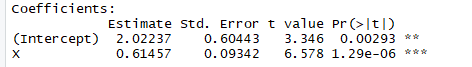 Coefficients:
Estimate Std. Error t value Pr(>|t|)
(Intercept) 2.02237 0.60443 3.346 0.00293 **
X 0.61457 0.09342 6.578 1.29e-06 ***